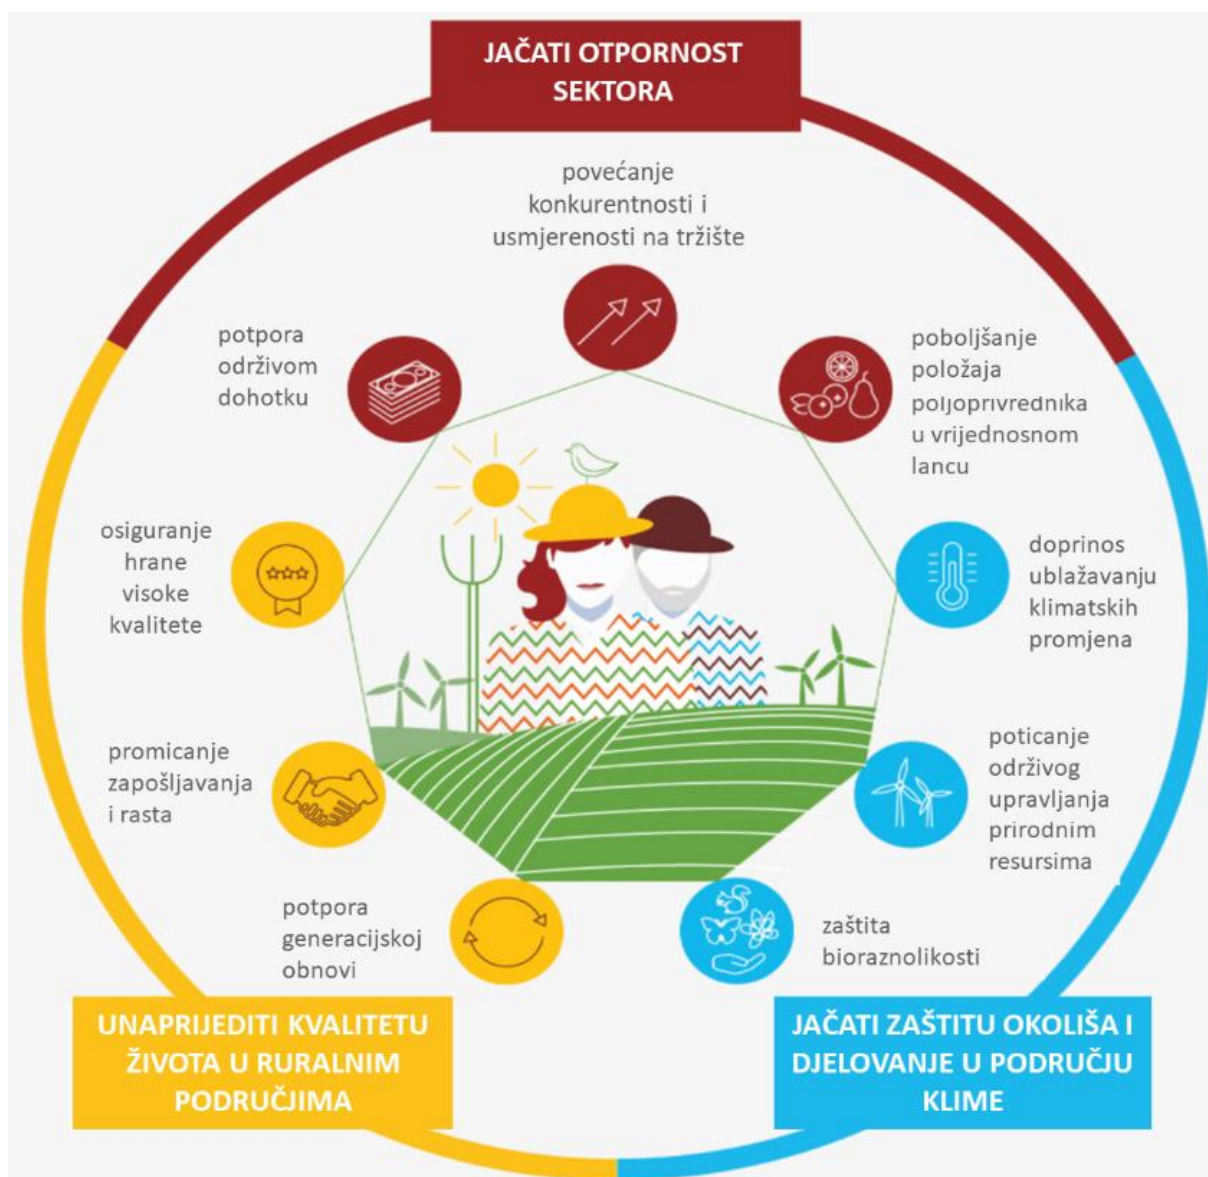 JAČATI OTPORNOST
SEKTORA
povećanje
konkurentnosti i
usmjerenosti na tržište
potpora
održivom
dohotku
poboljšanje
položaja
poljoprivrednika
u vrijednosnom
lancu
osiguranje
hrane
visoke
kvalitete
doprinos
ublažavanju
klimatskih
promjena
promicanje
zapošljavanja
i rasta
poticanje
održivog
upravljanja
prirodnim
resursima
potpora
generacijskoj
obnovi
zaštita
bioraznolikosti
UNAPRIJEDITI KVALITETU
ŽIVOTA U RURALNIM
PODRUČJIMA
JAČATI ZAŠTITU OKOLIŠA I
DJELOVANJE U PODRUČJU
KLIME